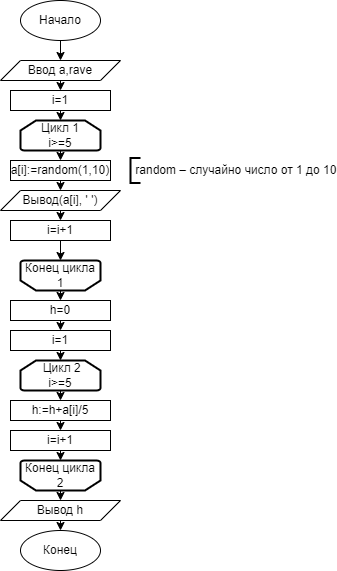 Начало
Ввод a,rave
i=1
Цикл 1
i>=5
a[i]:=random(1,10)
random – случайно число от 1 до 10
Вывод(a[i], ' ')
i=i+1
Конец цикла
1
h=0
i=1
Цикл 2
i>=5
h:=h+a[i]/5
i=i+1
Конец цикла
2
Вывод h
Конец